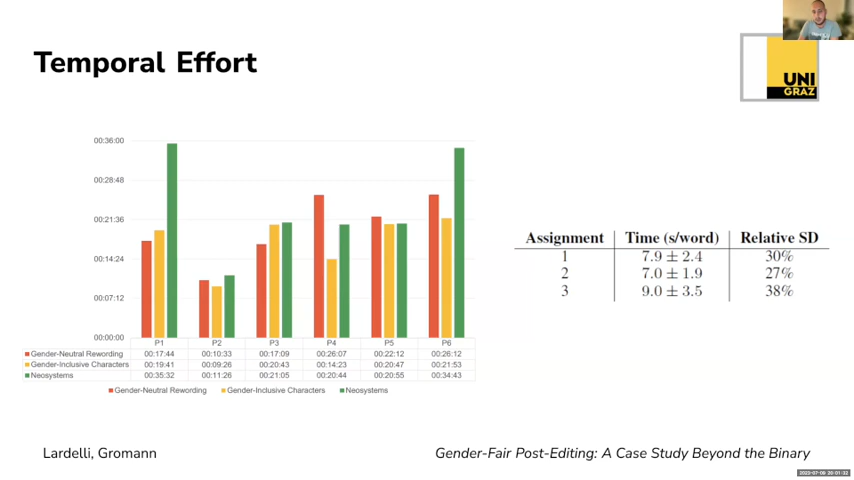 Temporal Effort
UNI
GRAZ
00:36:00
00:28:48
00:21:36
00:14:24
00:07:12
00:00:00
P1 P2 P3 P4 P5 P6
Gender-Neutral Rewording 00:17:44 00:10:33 00:17:09 00:26:07 00:22:12 00:26:12
Gender-Inclusive Characters 00:19:41 00:09:26 00:20:43 00:14:23 00:20:47 00:21:53
Neosystems 00:35:32 00:11:26 00:21:05 00:20:44 00:20:55 00:34:43
Gender-Neutral Rewording Gender-Inclusive Characters Neosystems
Assignment Time (s/word) Relative SD
1 7.9 ± 2.4 30%
2 7.0 ± 1.9 27%
3 9.0 ± 3.5 38%
Lardelli, Gromann
Gender-Fair Post-Editing: A Case Study Beyond the Binary